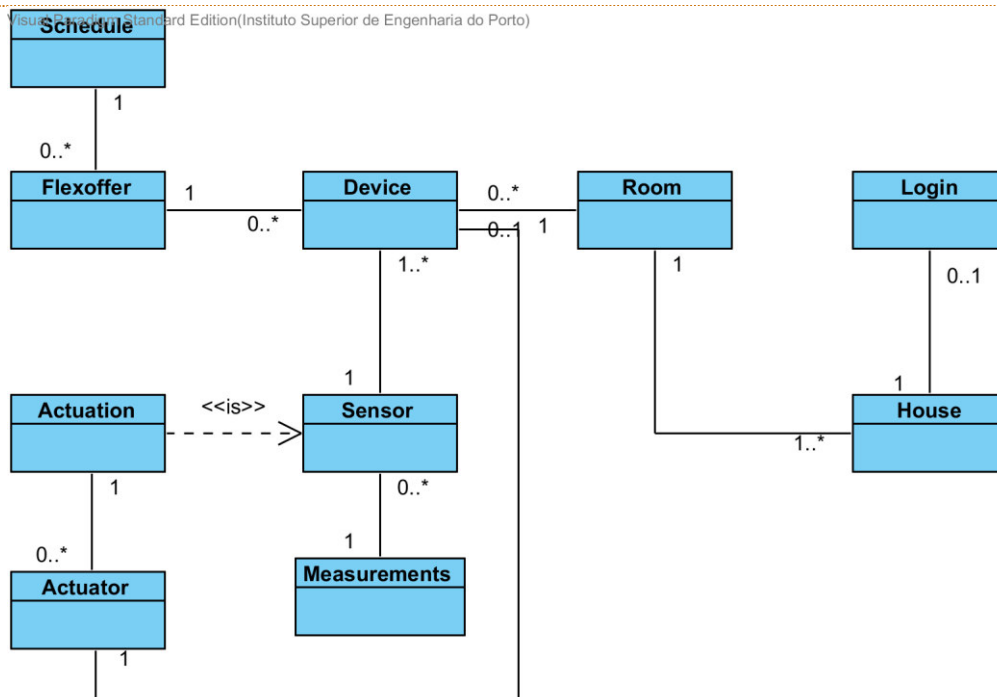 Visual Paradigm Standard Edition(Instituto Superior de Engenharia do Porto)
Schedule
1
0..*
Flexoffer
1
0..*
Device
0..*
0..1
1
Room
Login
1..*
1
0..1
1
1
Actuation
<<is>>
Sensor
House
1..*
1
0..*
0..*
1
Actuator
Measurements
1